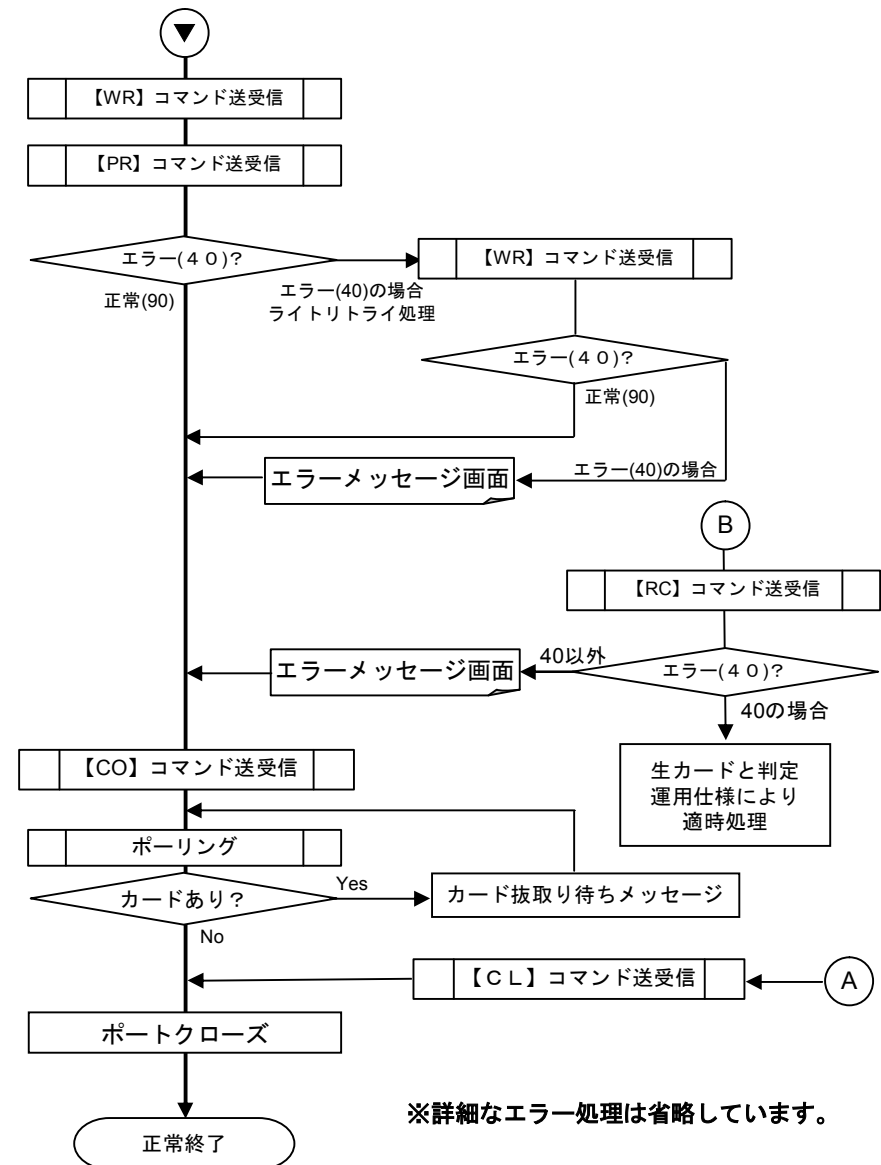 ▼
【WR】コマンド送受信
【PR】コマンド送受信
エラー(４０)?
正常(90)
エラー(40)の場合
ライトリトライ処理
【WR】コマンド送受信
エラー(４０)?
正常(90)
エラー(40)の場合
エラーメッセージ画面
B
【RC】コマンド送受信
エラー(４０)?
40以外
エラーメッセージ画面
40の場合
生カードと判定
運用仕様により
適時処理
【CO】コマンド送受信
ポーリング
カードあり？
Yes
カード抜取り待ちメッセージ
No
【ＣＬ】コマンド送受信
A
ポートクローズ
正常終了
※詳細なエラー処理は省略しています。